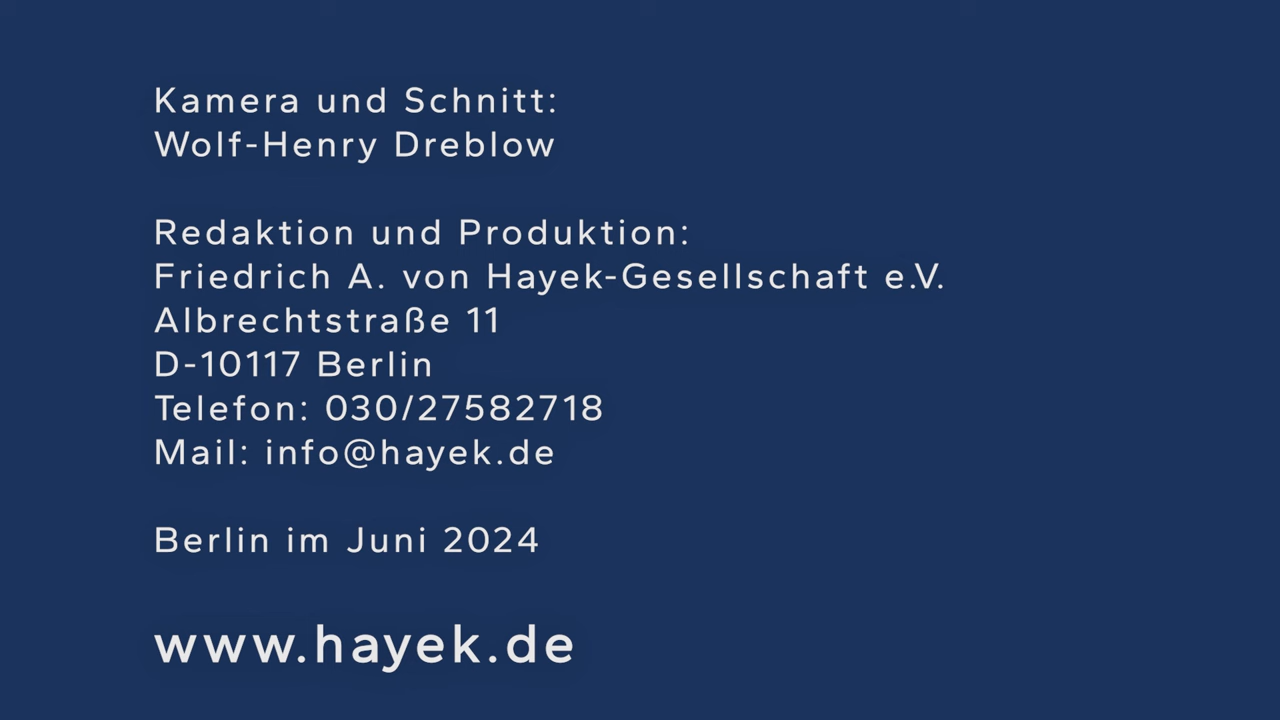 Kamera und Schnitt:
Wolf-Henry Dreblow
Redaktion und Produktion:
Friedrich A. von Hayek-Gesellschaft e.V.
Albrechtstraße 11
D-10117 Berlin
Telefon: 030/27582718
Mail: info@hayek.de
Berlin im Juni 2024
www.hayek.de